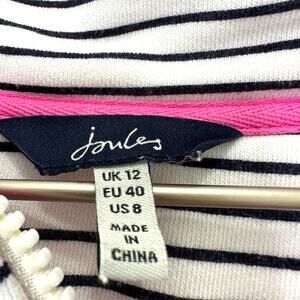 Joules
UK 12
EU 40
US 8
MADE
IN
CHINA